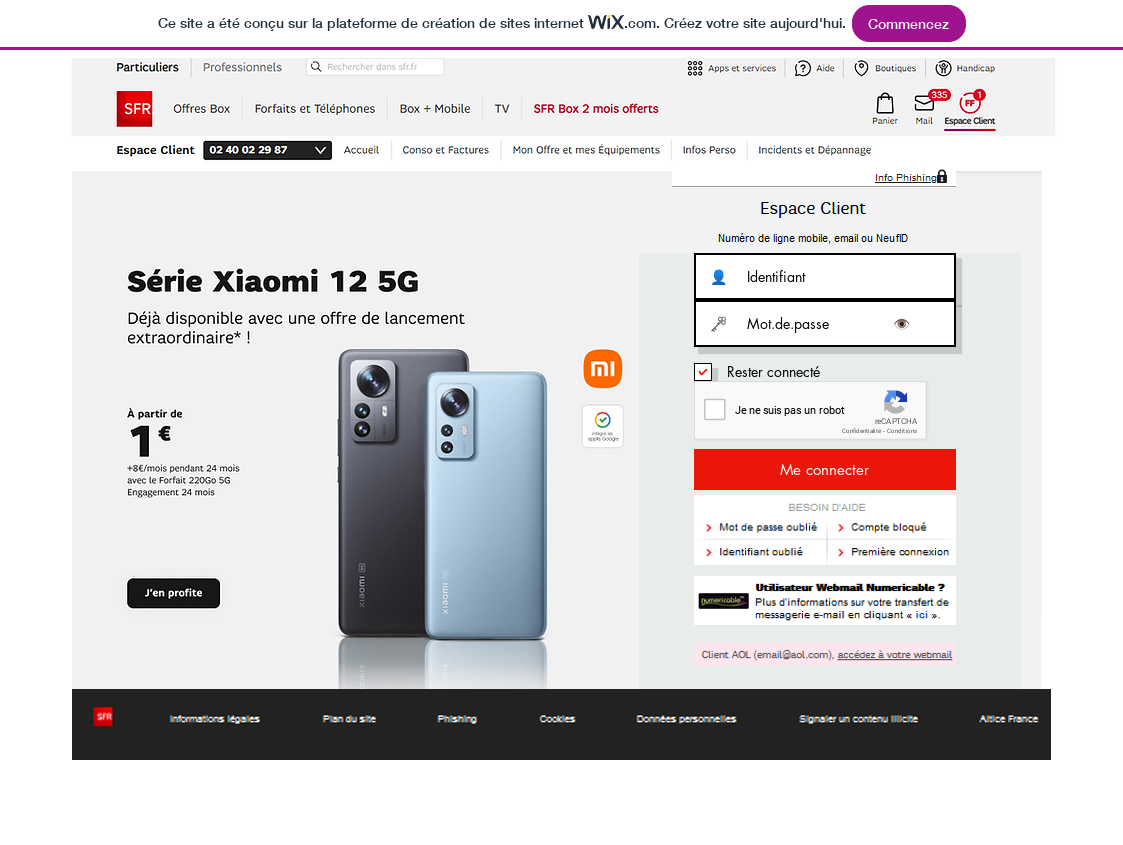 Ce site a été conçu sur la plateforme de création de sites internet WiX.com. Créez votre site aujourd'hui. Commencez
Particuliers Professionnels Rechercher dans sfr.fr Apps et services Aide Boutiques Handicap
SFR Offres Box Forfaits et Téléphones Box + Mobile TV SFR Box 2 mois offerts
335 FF 1
Panier Mail Espace Client
Espace Client 02 40 02 29 87 Accueil Conso et Factures Mon Offre et mes Équipements Infos Perso Incidents et Dépannage
Info Phishing
Espace Client
Numéro de ligne mobile, email ou NeufID
Identifiant
Mot.de.passe
Rester connecté
Je ne suis pas un robot
reCAPTCHA
Confidentialité - Conditions
Me connecter
BESOIN D'AIDE
Mot de passe oublié Compte bloqué
Identifiant oublié Première connexion
numericable
Utilisateur Webmail Numericable ?
Plus d'informations sur votre transfert de
messagerie e-mail en cliquant « ici ».
Client AOL (email@aol.com), accédez à votre webmail
Série Xiaomi 12 5G
Déjà disponible avec une offre de lancement
extraordinaire* !
À partir de
1€
+8€/mois pendant 24 mois
avec le Forfait 220Go 5G
Engagement 24 mois
J'en profite
xiaomi
xiaomi
mi
applis Google
SFR Informations légales Plan du site Phishing Cookies Données personnelles Signaler un contenu illicite Altice France